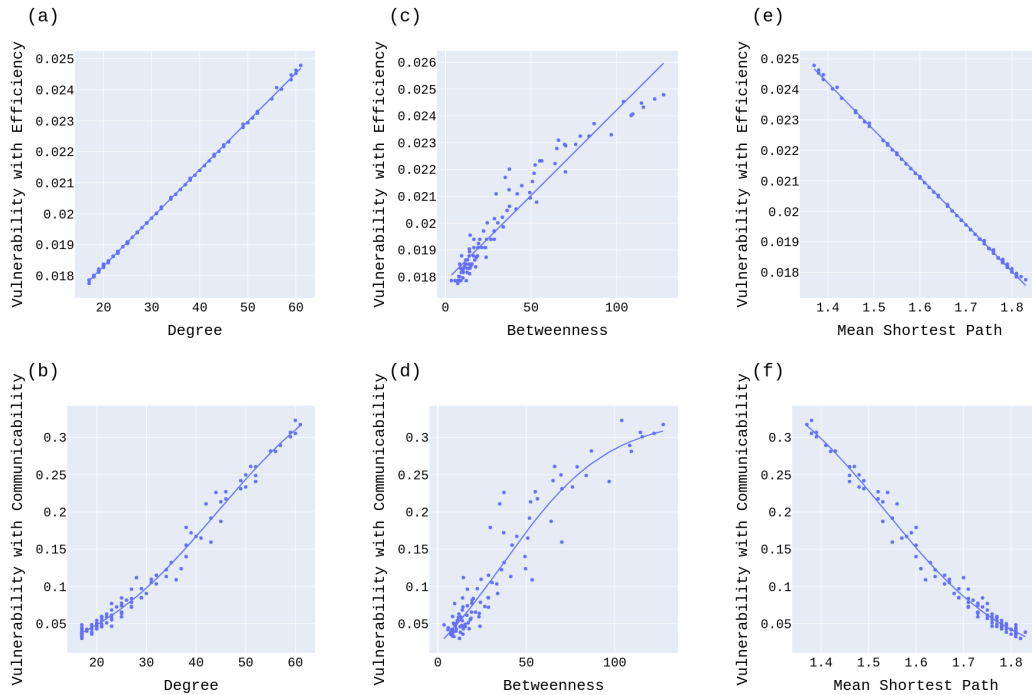 (a)
Vulnerability with Efficiency
0.025
0.024
0.023
0.022
0.021
0.02
0.019
0.018
20 30 40 50 60
Degree
(c)
Vulnerability with Efficiency
0.026
0.025
0.024
0.023
0.022
0.021
0.02
0.019
0.018
0 50 100
Betweenness
(e)
Vulnerability with Efficiency
0.025
0.024
0.023
0.022
0.021
0.02
0.019
0.018
1.4 1.5 1.6 1.7 1.8
Mean Shortest Path
(b)
Vulnerability with Communicability
0.3
0.25
0.2
0.15
0.1
0.05
20 30 40 50 60
Degree
(d)
Vulnerability with Communicability
0.3
0.25
0.2
0.15
0.1
0.05
0 50 100
Betweenness
(f)
Vulnerability with Communicability
0.3
0.25
0.2
0.15
0.1
0.05
1.4 1.5 1.6 1.7 1.8
Mean Shortest Path